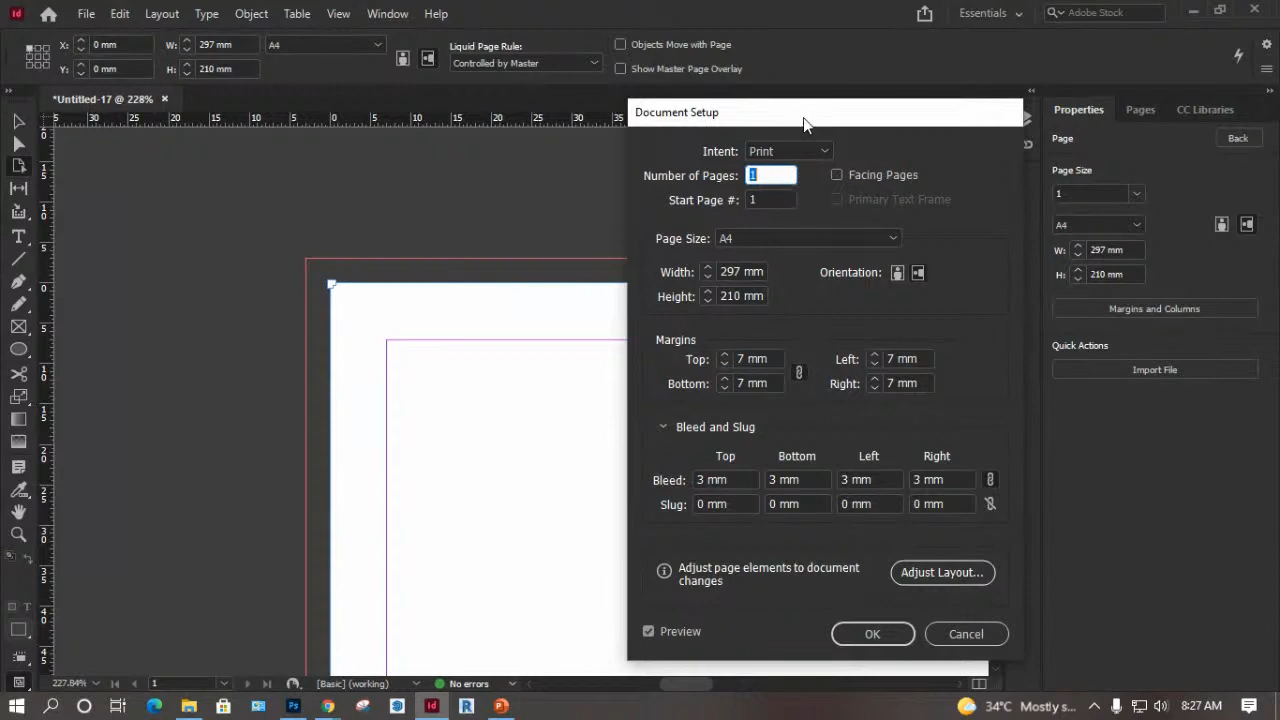 Id File Edit Layout Type Object Table View Window Help Essentials Adobe Stock
X: 0 mm W: 297 mm A4 Liquid Page Rule: Objects Move with Page
Y: 0 mm H: 210 mm Controlled by Master Show Master Page Overlay
*Untitled-17 @ 228%
Document Setup
Intent: Print
Number of Pages: 1 Facing Pages
Start Page #: 1 Primary Text Frame
Page Size: A4
Width: 297 mm Orientation:
Height: 210 mm
Margins
Top: 7 mm Left: 7 mm
Bottom: 7 mm Right: 7 mm
Bleed and Slug
Top Bottom Left Right
Bleed: 3 mm 3 mm 3 mm 3 mm
Slug: 0 mm 0 mm 0 mm 0 mm
Adjust page elements to document
changes
Adjust Layout...
Preview OK Cancel
Properties Pages CC Libraries
Page Back
Page Size
1
A4
W: 297 mm
H: 210 mm
Margins and Columns
Quick Actions
Import File
227.84% 1 [Basic] (working) No errors
34°C Mostly s... 8:27 AM